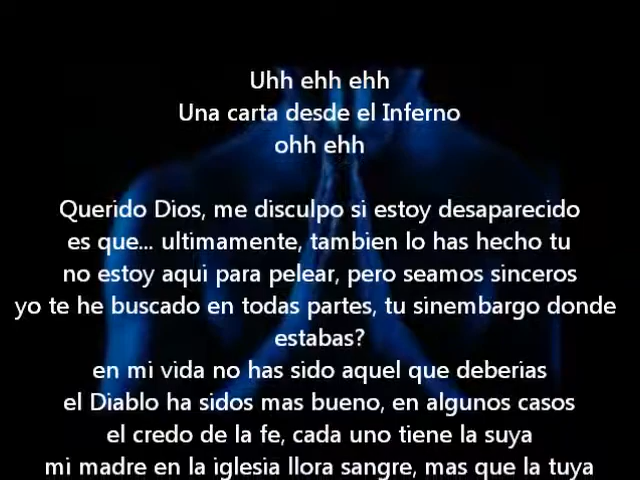 Uhh ehh ehh
Una carta desde el Inferno
ohh ehh
Querido Dios, me disculpo si estoy desaparecido
es que... ultimamente, tambien lo has hecho tu
no estoy aqui para pelear, pero seamos sinceros
yo te he buscado en todas partes, tu sinembargo donde
estabas?
en mi vida no has sido aquel que deberias
el Diablo ha sidos mas bueno, en algunos casos
el credo de la fe, cada uno tiene la suya
mi madre en la iglesia llora sangre, mas que la tuya